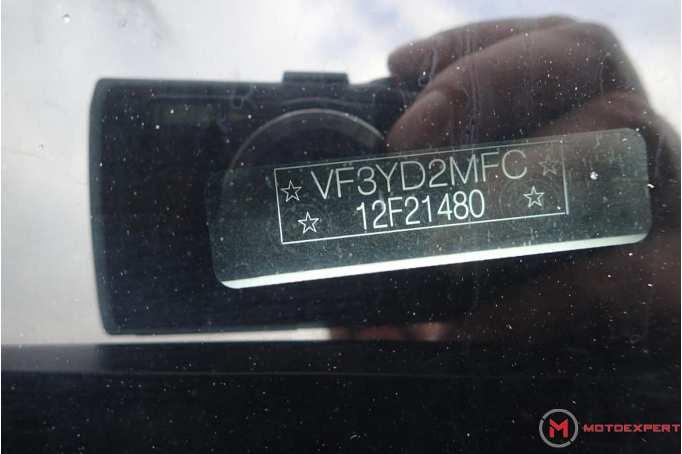 ☆ VF3YD2MFC ☆
☆ 12F21480 ☆
M MOTOEXPERT